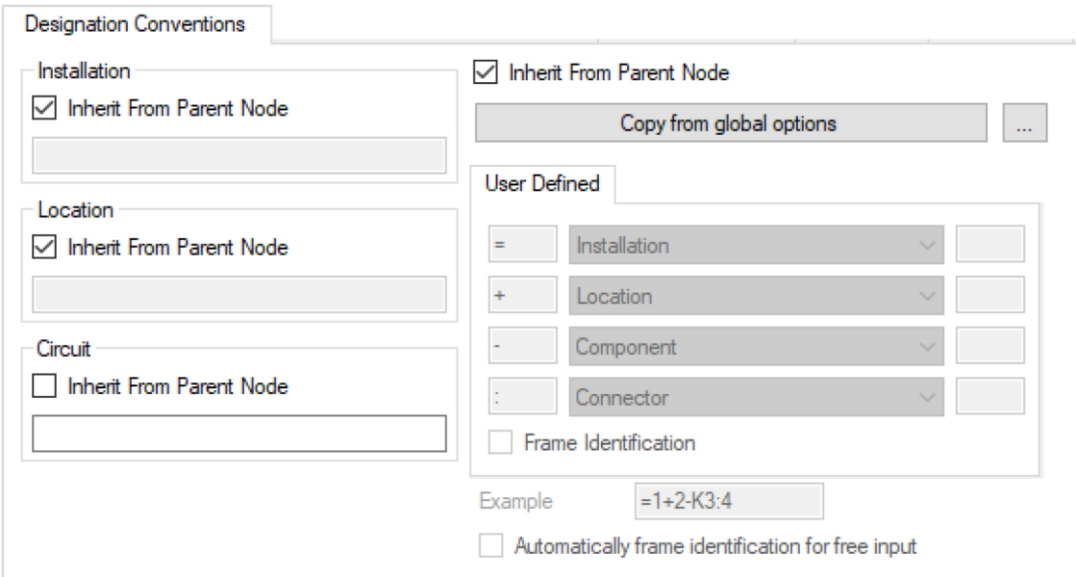 Designation Conventions
Installation
Inherit From Parent Node
Location
Inherit From Parent Node
Circuit
Inherit From Parent Node
Inherit From Parent Node
Copy from global options
...
User Defined
= Installation
+ Location
- Component
: Connector
Frame Identification
Example =1+2-K3:4
Automatically frame identification for free input